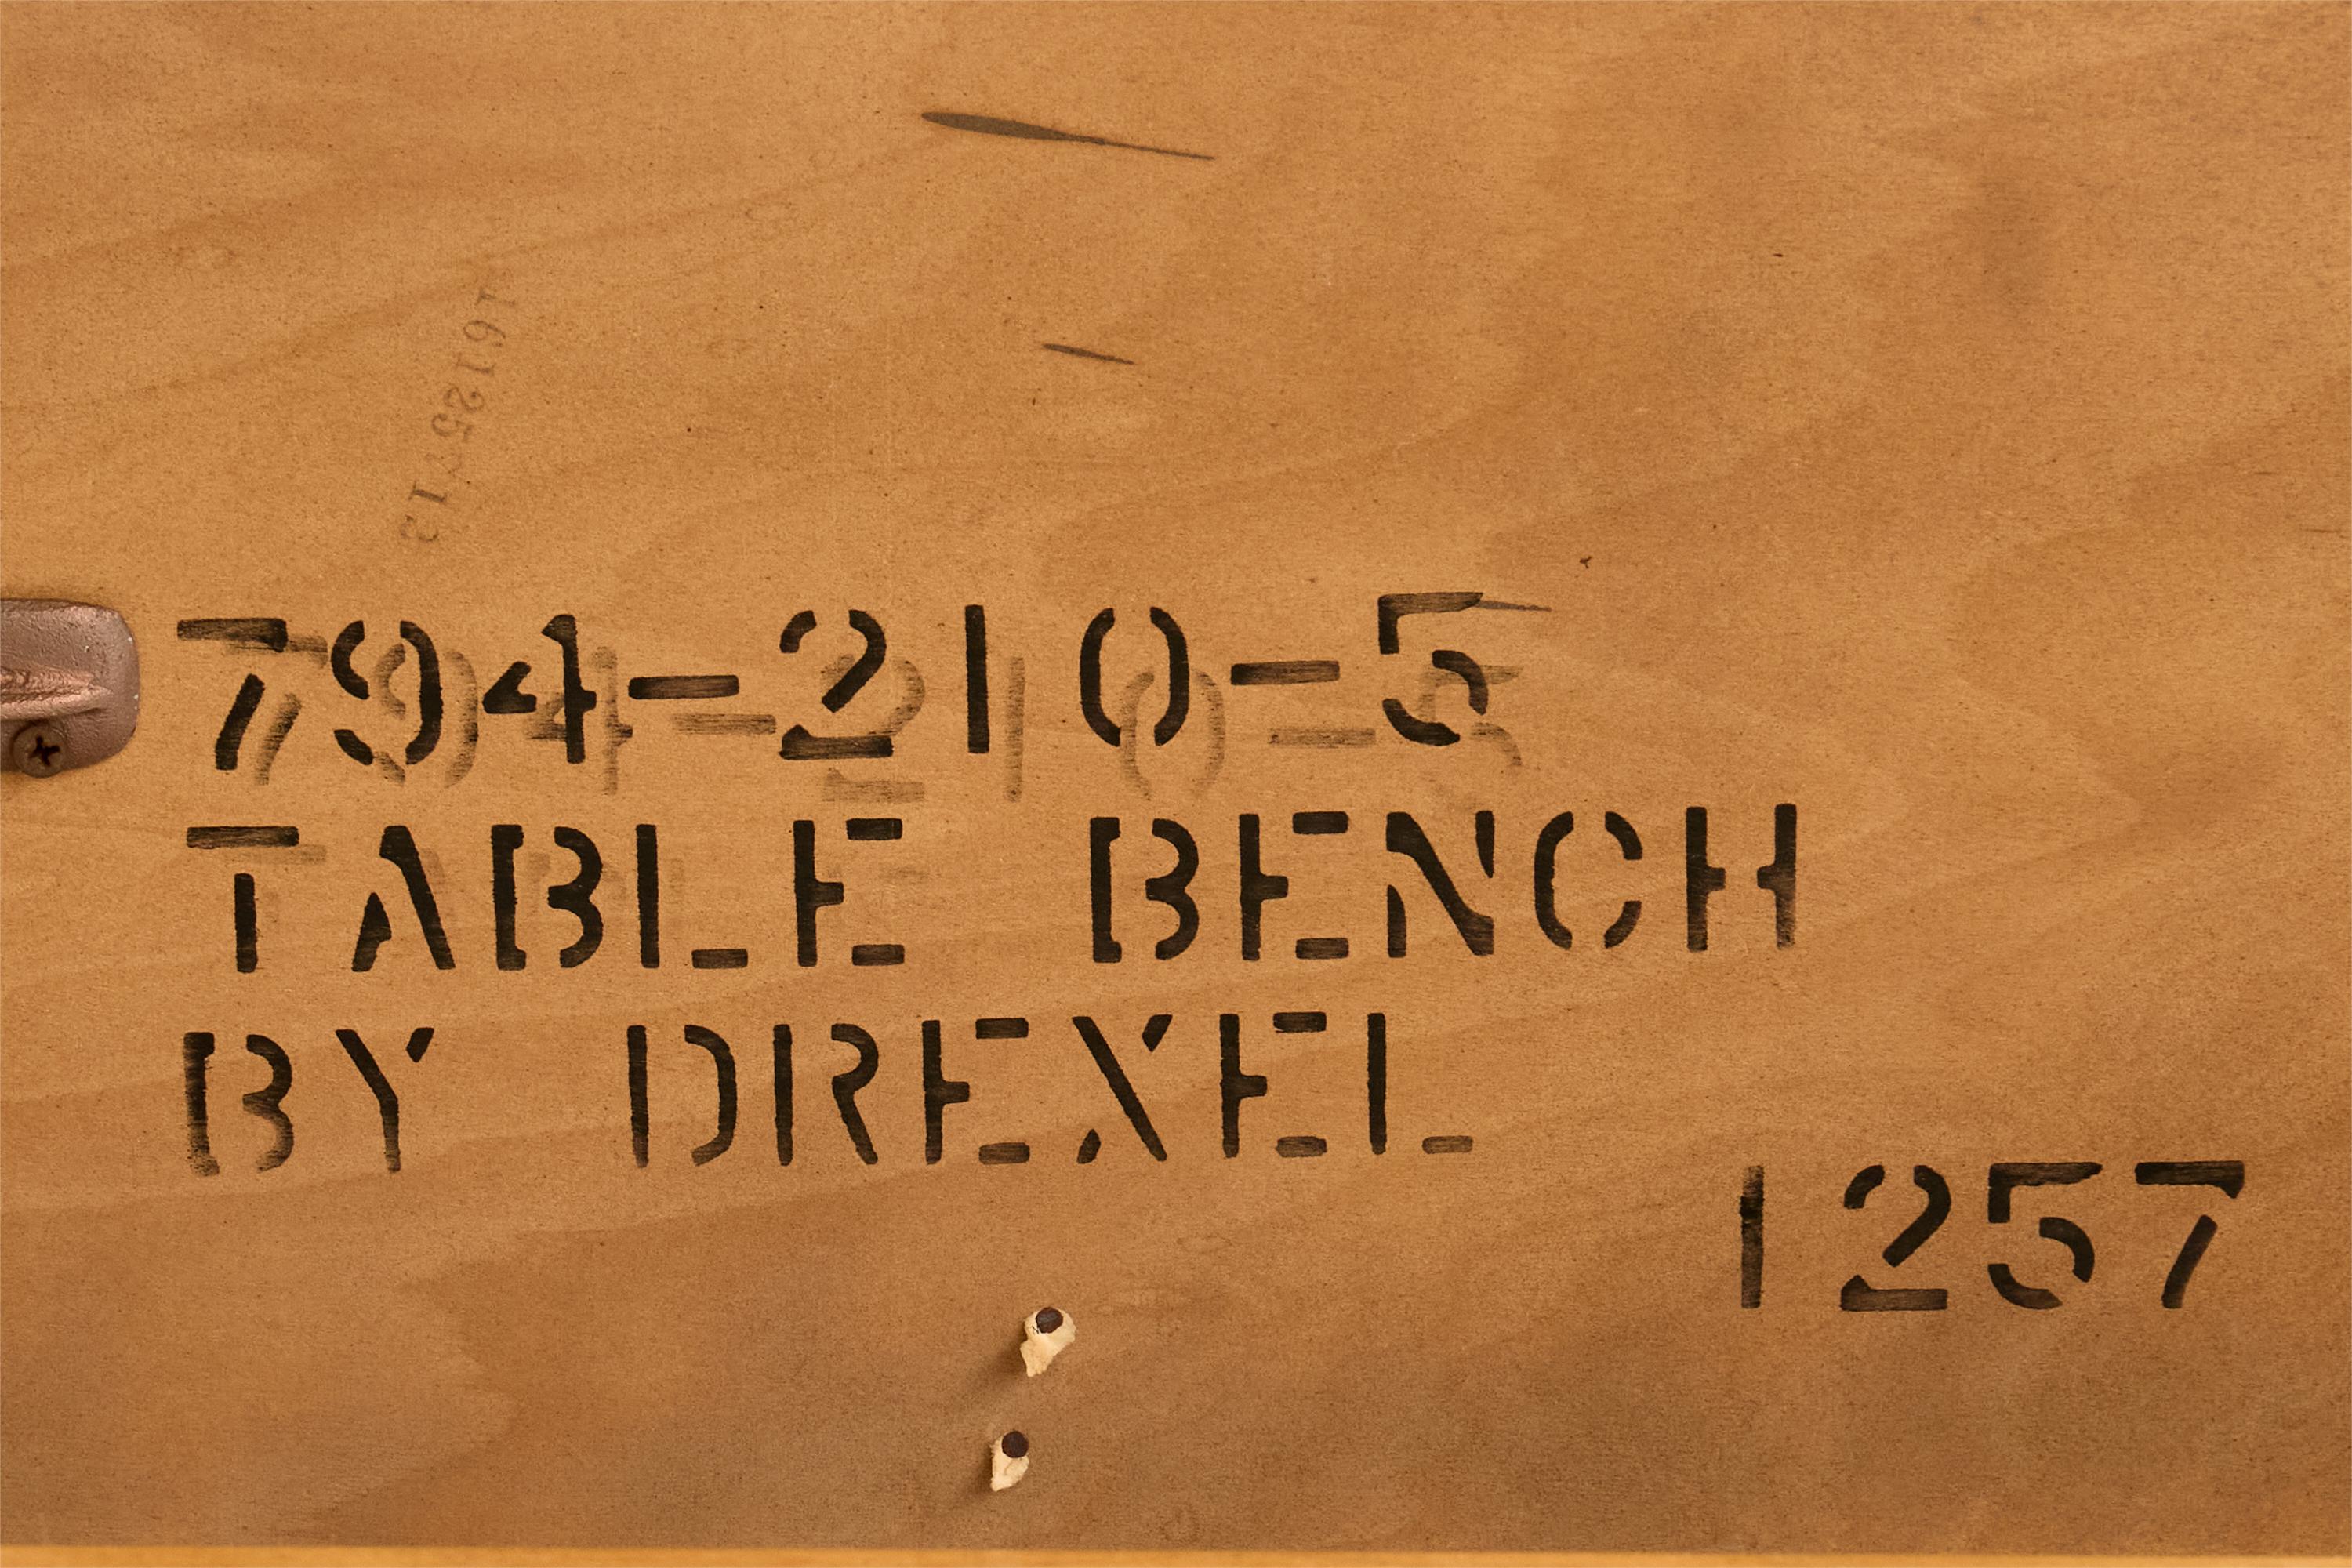 794-210-5
TABLE BENCH
BY DREXEL
1257